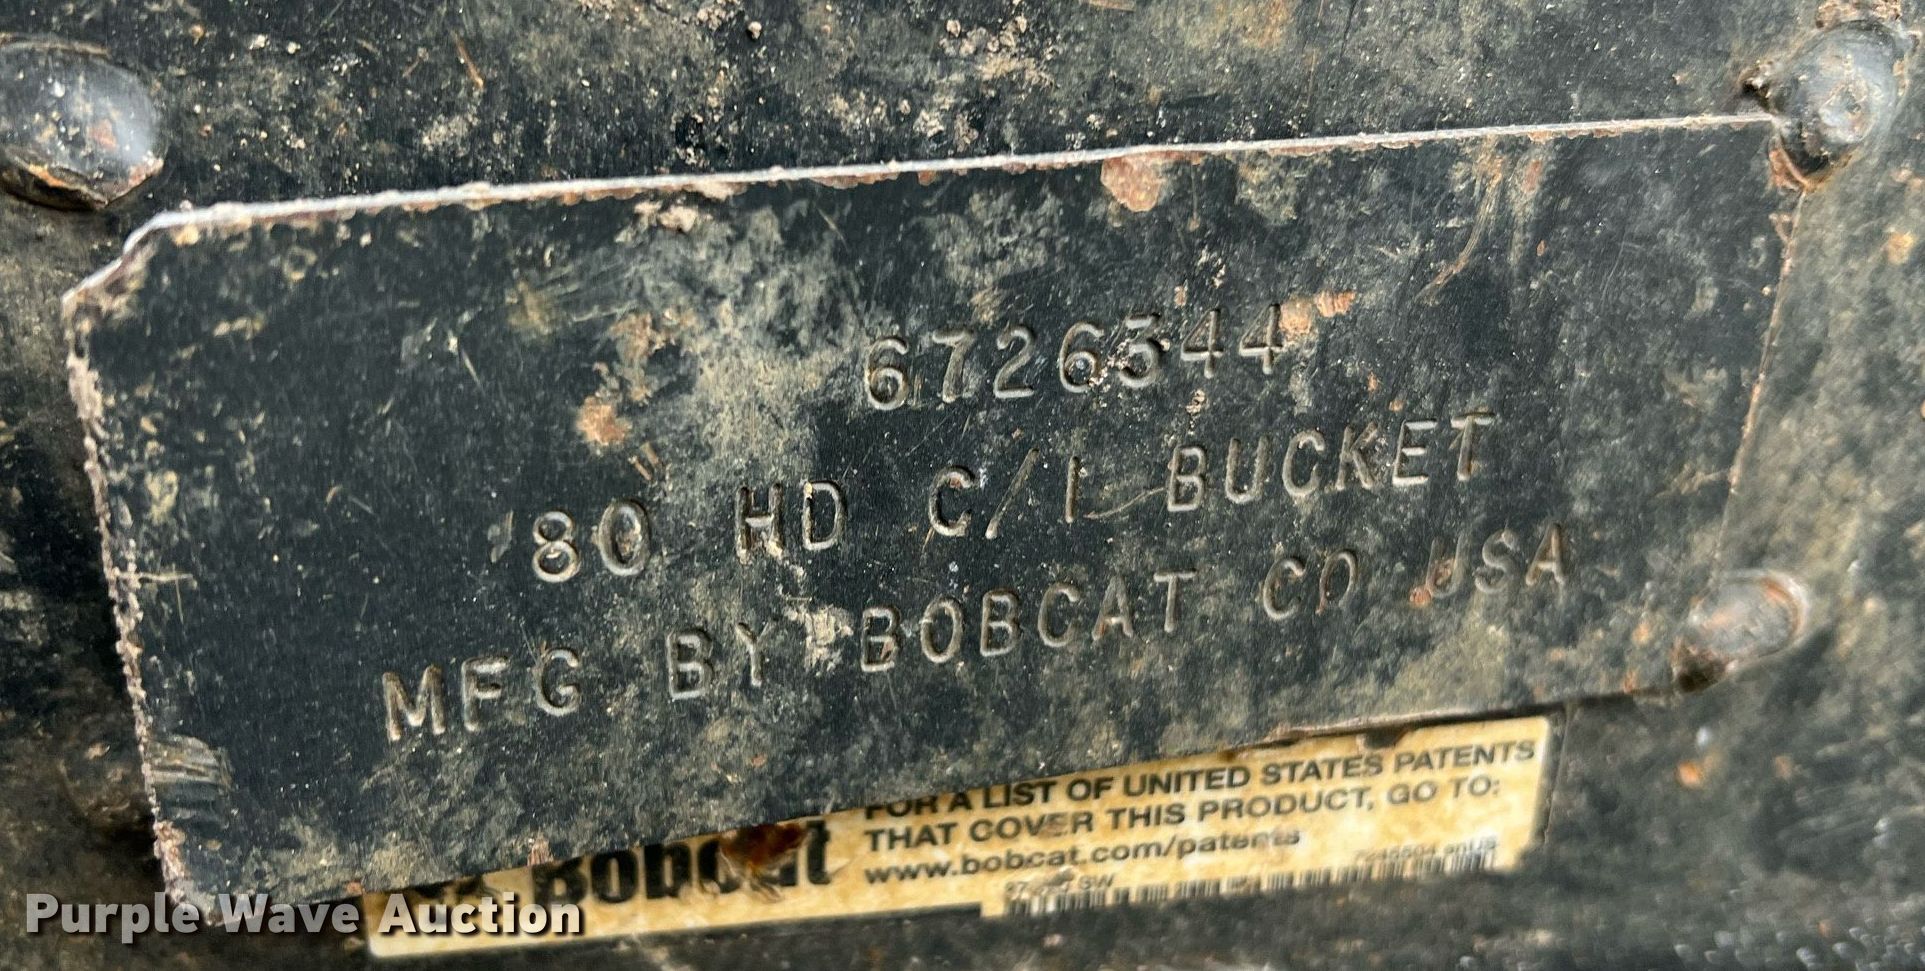 6726344
80 HD C/I BUCKET
MFG BY BOBCAT CO USA
Bobcat
FOR A LIST OF UNITED STATES PATENTS
THAT COVER THIS PRODUCT, GO TO:
www.bobcat.com/patents
Purple Wave Auction